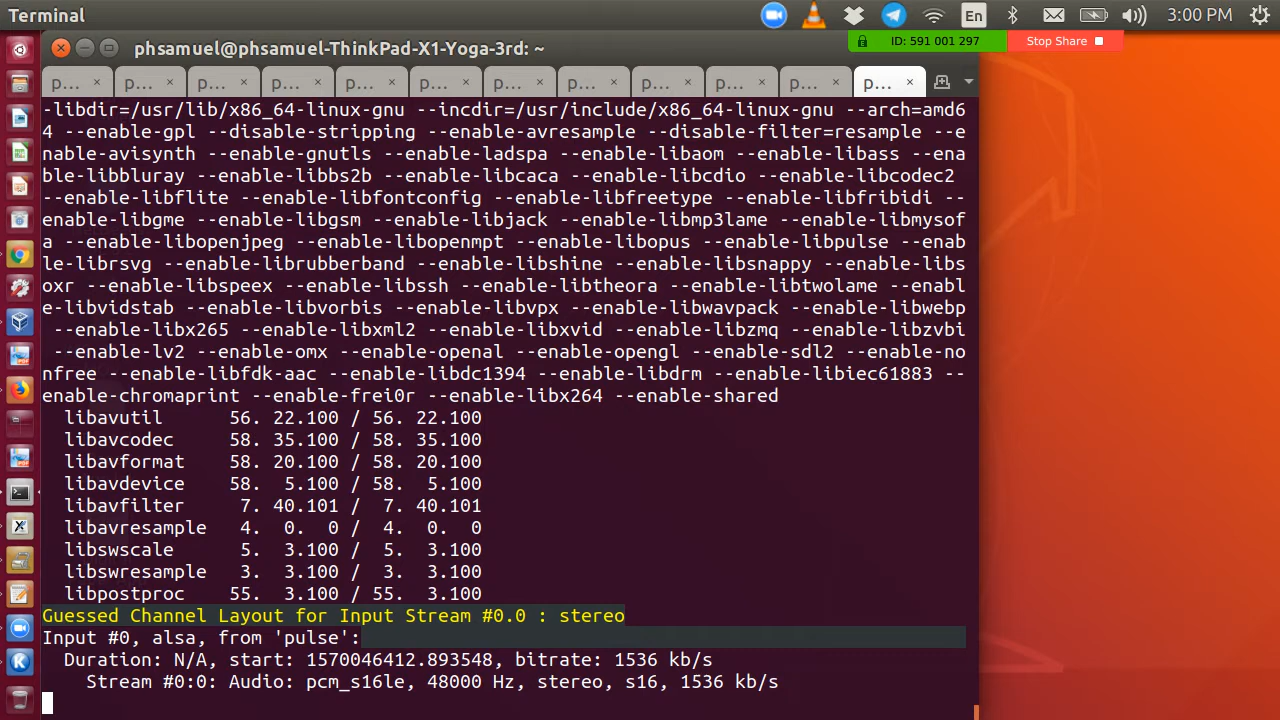 Terminal
En
3:00 PM
phsamuel@phsamuel-ThinkPad-X1-Yoga-3rd: ~
ID: 591 001 297
Stop Share
p... × p... × p... × p... × p... × p... × p... × p... × p... × p... × p... × p... ×
-libdir=/usr/lib/x86_64-linux-gnu --incdir=/usr/include/x86_64-linux-gnu --arch=amd6
4 --enable-gpl --disable-stripping --enable-avresample --disable-filter=resample --e
nable-avisynth --enable-gnutls --enable-ladspa --enable-libaom --enable-libass --ena
ble-libbluray --enable-libbs2b --enable-libcaca --enable-libcdio --enable-libcodec2
--enable-libflite --enable-libfontconfig --enable-libfreetype --enable-libfribidi --
enable-libgme --enable-libgsm --enable-libjack --enable-libmp3lame --enable-libmysof
a --enable-libopenjpeg --enable-libopenmpt --enable-libopus --enable-libpulse --enab
le-librsvg --enable-librubberband --enable-libshine --enable-libsnappy --enable-libs
oxr --enable-libspeex --enable-libssh --enable-libtheora --enable-libtwolame --enabl
e-libvidstab --enable-libvorbis --enable-libvpx --enable-libwavpack --enable-libwebp
--enable-libx265 --enable-libxml2 --enable-libxvid --enable-libzmq --enable-libzvbi
--enable-lv2 --enable-omx --enable-openal --enable-opengl --enable-sdl2 --enable-no
nfree --enable-libfdk-aac --enable-libdc1394 --enable-libdrm --enable-libiec61883 --
enable-chromaprint --enable-frei0r --enable-libx264 --enable-shared
libavutil 56. 22.100 / 56. 22.100
libavcodec 58. 35.100 / 58. 35.100
libavformat 58. 20.100 / 58. 20.100
libavdevice 58. 5.100 / 58. 5.100
libavfilter 7. 40.101 / 7. 40.101
libavresample 4. 0. 0 / 4. 0. 0
libswscale 5. 3.100 / 5. 3.100
libswresample 3. 3.100 / 3. 3.100
libpostproc 55. 3.100 / 55. 3.100
Guessed Channel Layout for Input Stream #0.0 : stereo
Input #0, alsa, from 'pulse':
Duration: N/A, start: 1570046412.893548, bitrate: 1536 kb/s
Stream #0:0: Audio: pcm_s16le, 48000 Hz, stereo, s16, 1536 kb/s